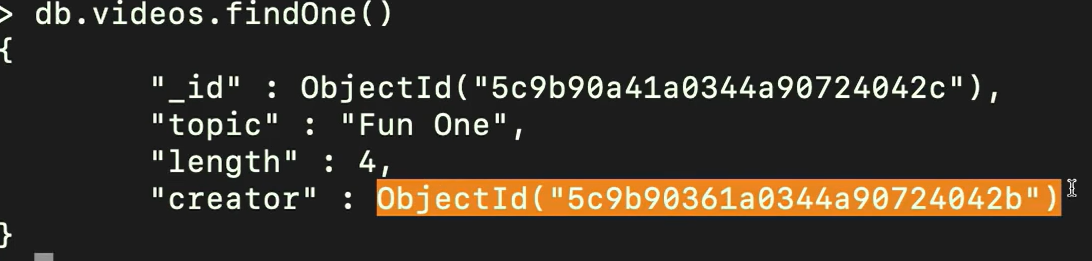 > db.videos.findOne()
{
"_id" : ObjectId("5c9b90a41a0344a90724042c"),
"topic" : "Fun One",
"length" : 4,
"creator" : ObjectId("5c9b90361a0344a90724042b")
}